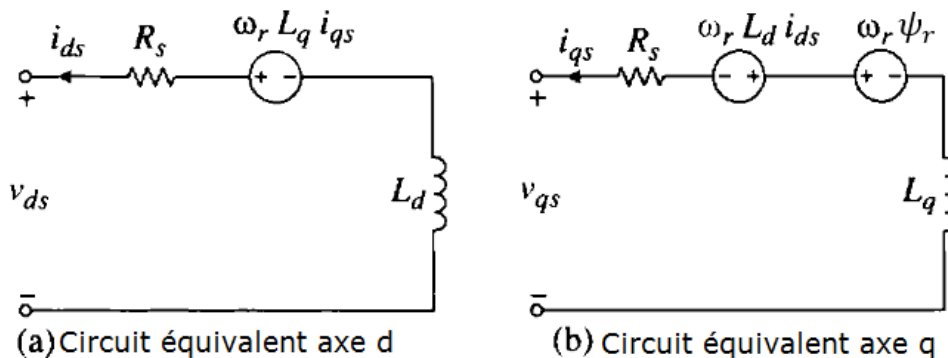 i_ds R_s ω_r L_q i_qs
+
+ -
v_ds
L_d
-
(a) Circuit équivalent axe d
i_qs R_s ω_r L_d i_ds ω_r ψ_r
+
- +
+ -
v_qs
L_q
-
(b) Circuit équivalent axe q